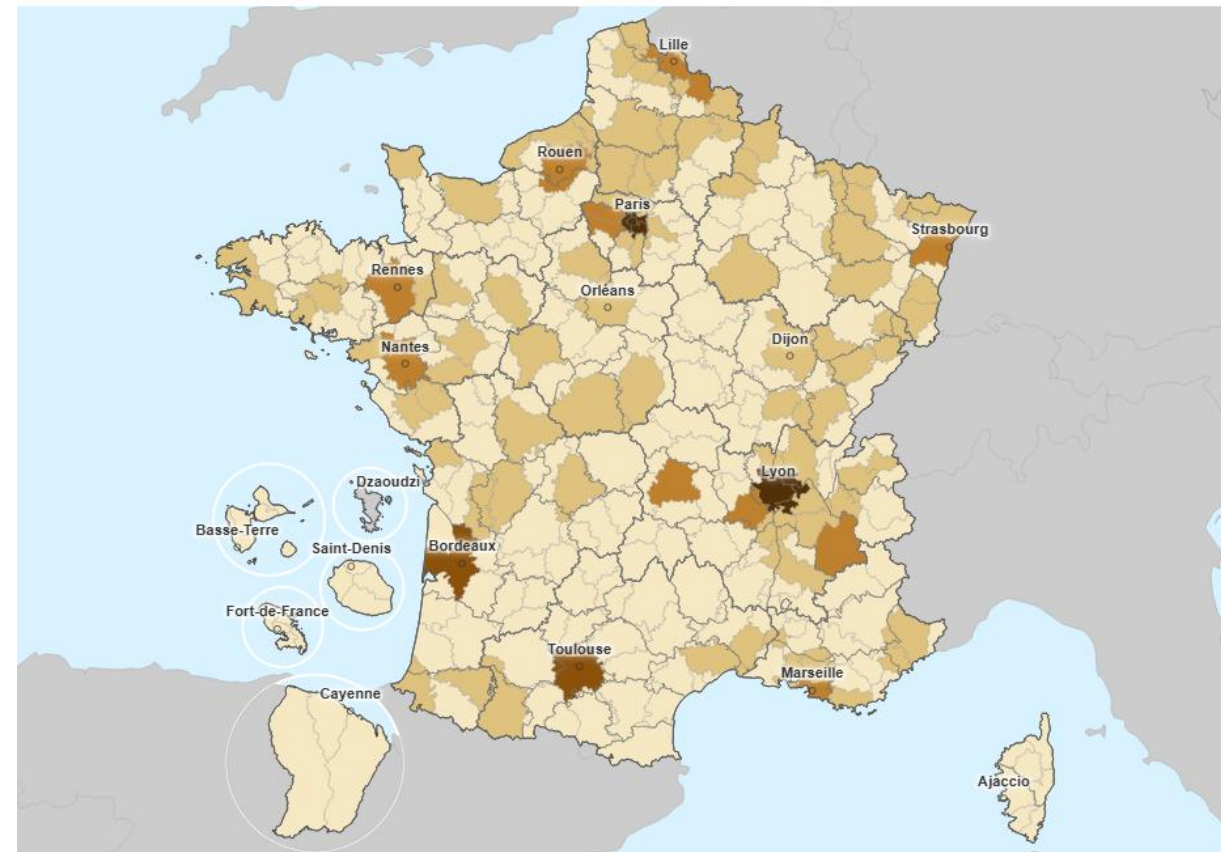 Lille
Rouen
Paris
Strasbourg
Rennes
Orléans
Dijon
Nantes
Lyon
Dzaoudzi
Basse-Terre
Saint-Denis
Bordeaux
Fort-de-France
Toulouse
Marseille
Cayenne
Ajaccio